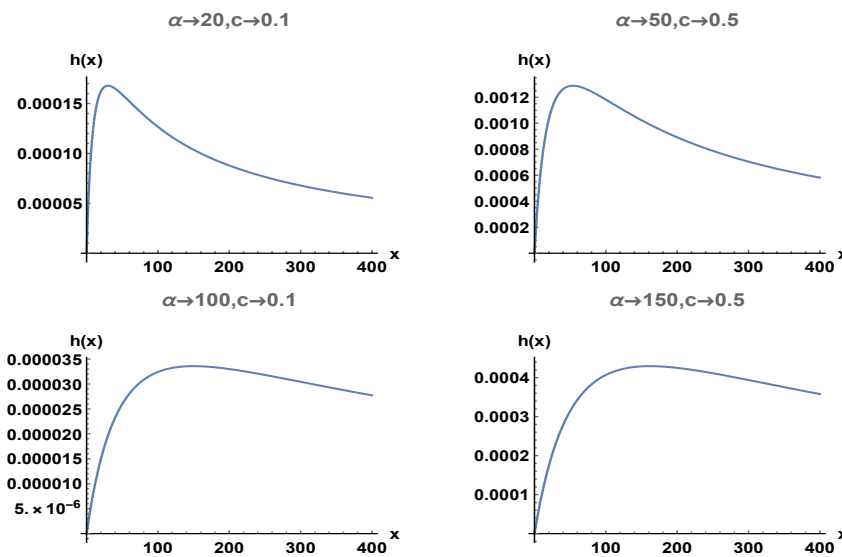 α→20,c→0.1
h(x)
0.00015
0.00010
0.00005
100 200 300 400 x
α→50,c→0.5
h(x)
0.0012
0.0010
0.0008
0.0006
0.0004
0.0002
100 200 300 400 x
α→100,c→0.1
h(x)
0.000035
0.000030
0.000025
0.000020
0.000015
0.000010
5. × 10⁻⁶
100 200 300 400 x
α→150,c→0.5
h(x)
0.0004
0.0003
0.0002
0.0001
100 200 300 400 x